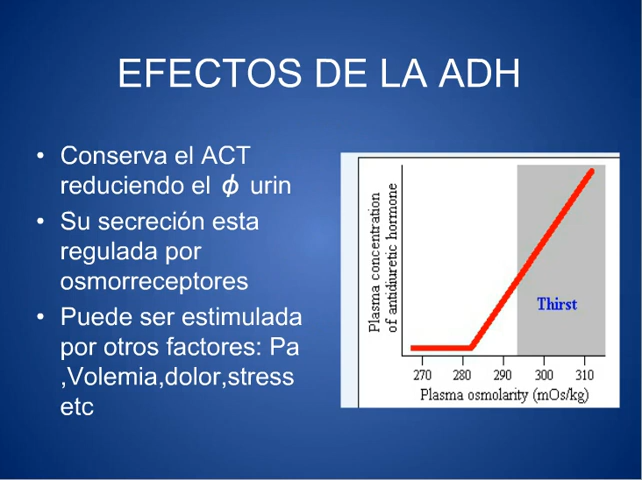 EFECTOS DE LA ADH
• Conserva el ACT
reduciendo el ϕ urin
• Su secreción esta
regulada por
osmorreceptores
• Puede ser estimulada
por otros factores: Pa
,Volemia,dolor,stress
etc
Plasma concentration
of antidiuretic hormone
Thirst
270 280 290 300 310
Plasma osmolarity (mOs/kg)